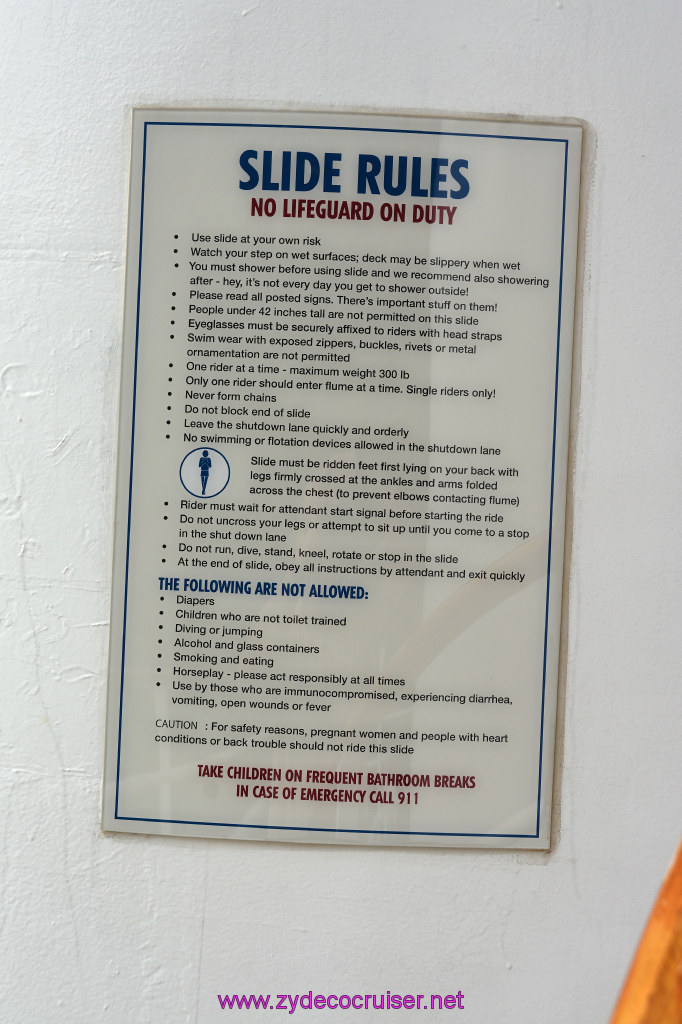 SLIDE RULES
NO LIFEGUARD ON DUTY
• Use slide at your own risk
• Watch your step on wet surfaces; deck may be slippery when wet
• You must shower before using slide and we recommend also showering
after - hey, it's not every day you get to shower outside!
• Please read all posted signs. There's important stuff on them!
• People under 42 inches tall are not permitted on this slide
• Eyeglasses must be securely affixed to riders with head straps
• Swim wear with exposed zippers, buckles, rivets or metal
ornamentation are not permitted
• One rider at a time - maximum weight 300 lb
• Only one rider should enter flume at a time. Single riders only!
• Never form chains
• Do not block end of slide
• Leave the shutdown lane quickly and orderly
• No swimming or flotation devices allowed in the shutdown lane
Slide must be ridden feet first lying on your back with
legs firmly crossed at the ankles and arms folded
across the chest (to prevent elbows contacting flume)
• Rider must wait for attendant start signal before starting the ride
• Do not uncross your legs or attempt to sit up until you come to a stop
in the shut down lane
• Do not run, dive, stand, kneel, rotate or stop in the slide
• At the end of slide, obey all instructions by attendant and exit quickly
THE FOLLOWING ARE NOT ALLOWED:
• Diapers
• Children who are not toilet trained
• Diving or jumping
• Alcohol and glass containers
• Smoking and eating
• Horseplay - please act responsibly at all times
• Use by those who are immunocompromised, experiencing diarrhea,
vomiting, open wounds or fever
CAUTION : For safety reasons, pregnant women and people with heart
conditions or back trouble should not ride this slide
TAKE CHILDREN ON FREQUENT BATHROOM BREAKS
IN CASE OF EMERGENCY CALL 911
www.zydecocruiser.net